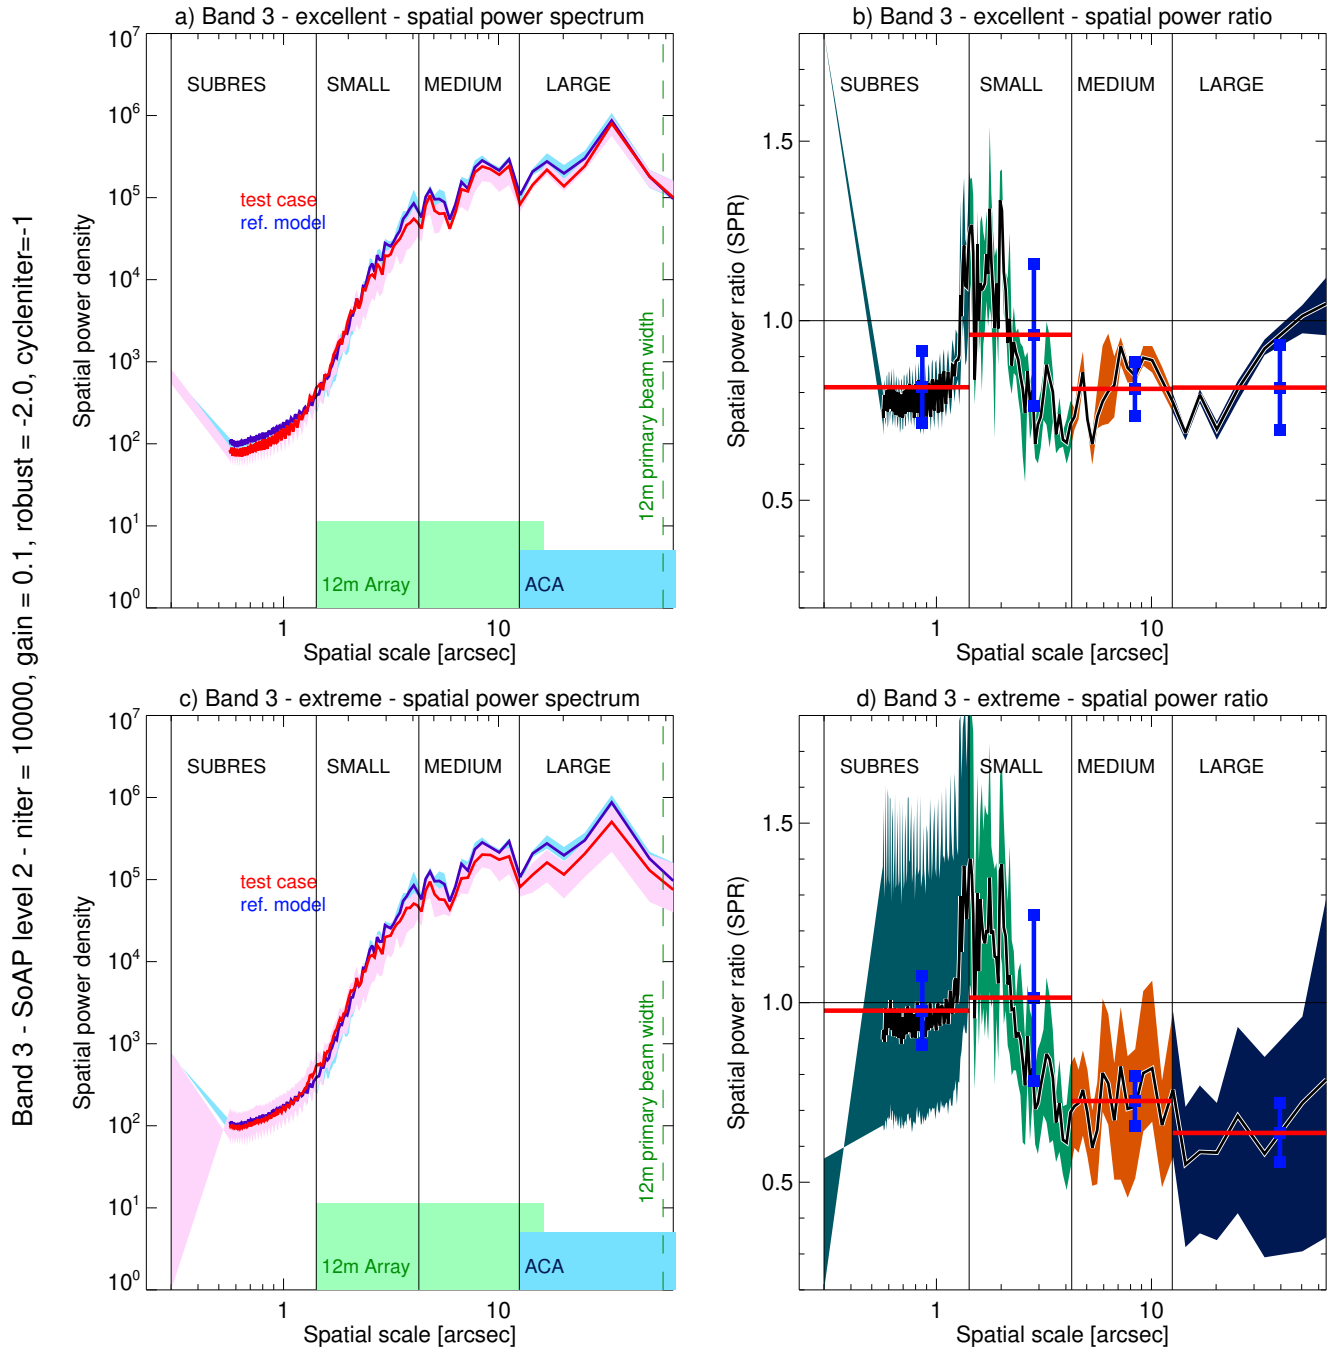 Band 3 - SoAP level 2 - niter = 10000, gain = 0.1, robust = -2.0, cycleniter=-1
a) Band 3 - excellent - spatial power spectrum
10^7
10^6
10^5
10^4
10^3
10^2
10^1
10^0
Spatial power density
SUBRES SMALL MEDIUM LARGE
test case
ref. model
12m primary beam width
12m Array
ACA
1 10
Spatial scale [arcsec]
b) Band 3 - excellent - spatial power ratio
1.5
1.0
0.5
Spatial power ratio (SPR)
SUBRES SMALL MEDIUM LARGE
1 10
Spatial scale [arcsec]
c) Band 3 - extreme - spatial power spectrum
10^7
10^6
10^5
10^4
10^3
10^2
10^1
10^0
Spatial power density
SUBRES SMALL MEDIUM LARGE
test case
ref. model
12m primary beam width
12m Array
ACA
1 10
Spatial scale [arcsec]
d) Band 3 - extreme - spatial power ratio
1.5
1.0
0.5
Spatial power ratio (SPR)
SUBRES SMALL MEDIUM LARGE
1 10
Spatial scale [arcsec]